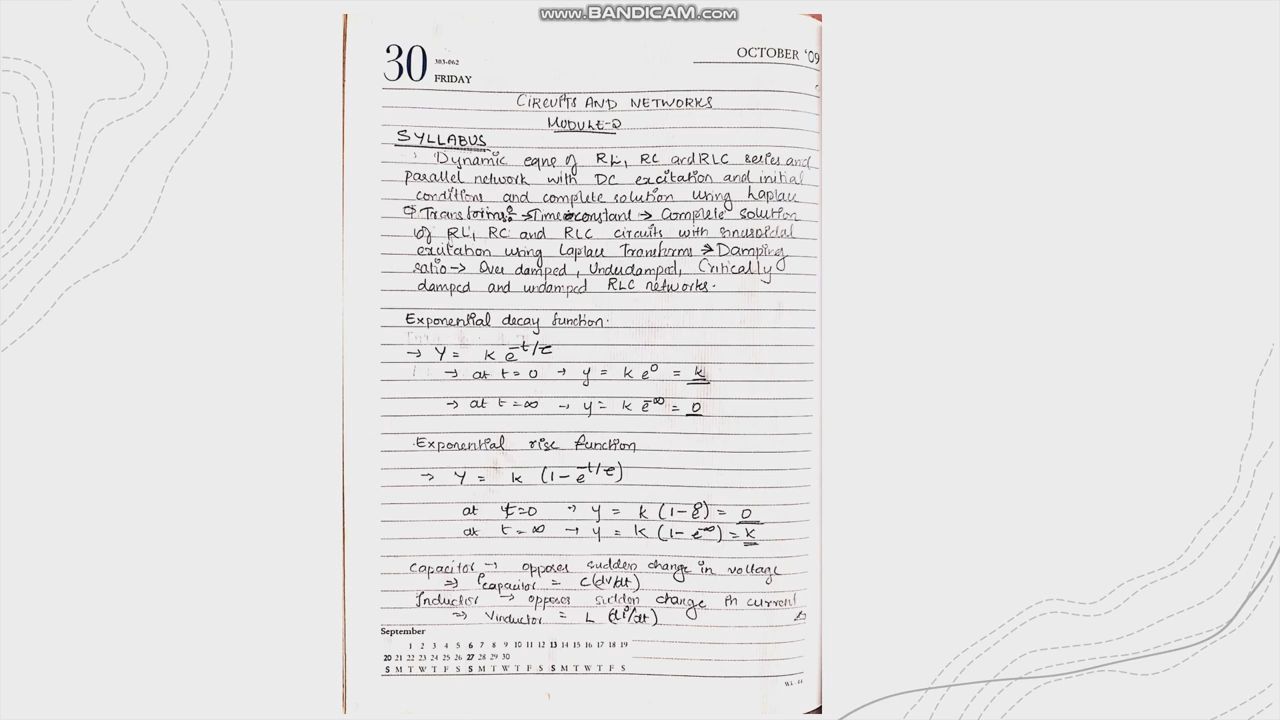 www.BANDICAM.com
30 303-062 OCTOBER '09
FRIDAY
CIRCUITS AND NETWORKS
MODULE-2
SYLLABUS
Dynamic eqns of RL, RC and RLC series and
parallel network with DC excitation and initial
conditions and complete solution using Laplace
Transforms → Time constant → Complete solution
of RL, RC and RLC circuits with sinusoidal
excitation using Laplace Transforms → Damping
ratio → Over damped, Underdamped, Critically
damped and undamped RLC networks.
Exponential decay function.
→ Y = k e^-t/τ
→ at t = 0 → y = k e^0 = k
→ at t = ∞ → y = k e^-∞ = 0
Exponential rise function
→ Y = k (1 - e^-t/τ)
at t=0 → y = k (1 - e^0) = 0
at t = ∞ → y = k (1 - e^-∞) = k
Capacitor → opposes sudden change in voltage
⇒ i capacitor = C(dv/dt)
Inductor → opposes sudden change in current
⇒ Vinductor = L (di/dt)
September
1 2 3 4 5 6 7 8 9 10 11 12 13 14 15 16 17 18 19
20 21 22 23 24 25 26 27 28 29 30
S M T W T F S S M T W T F S S M T W T F S